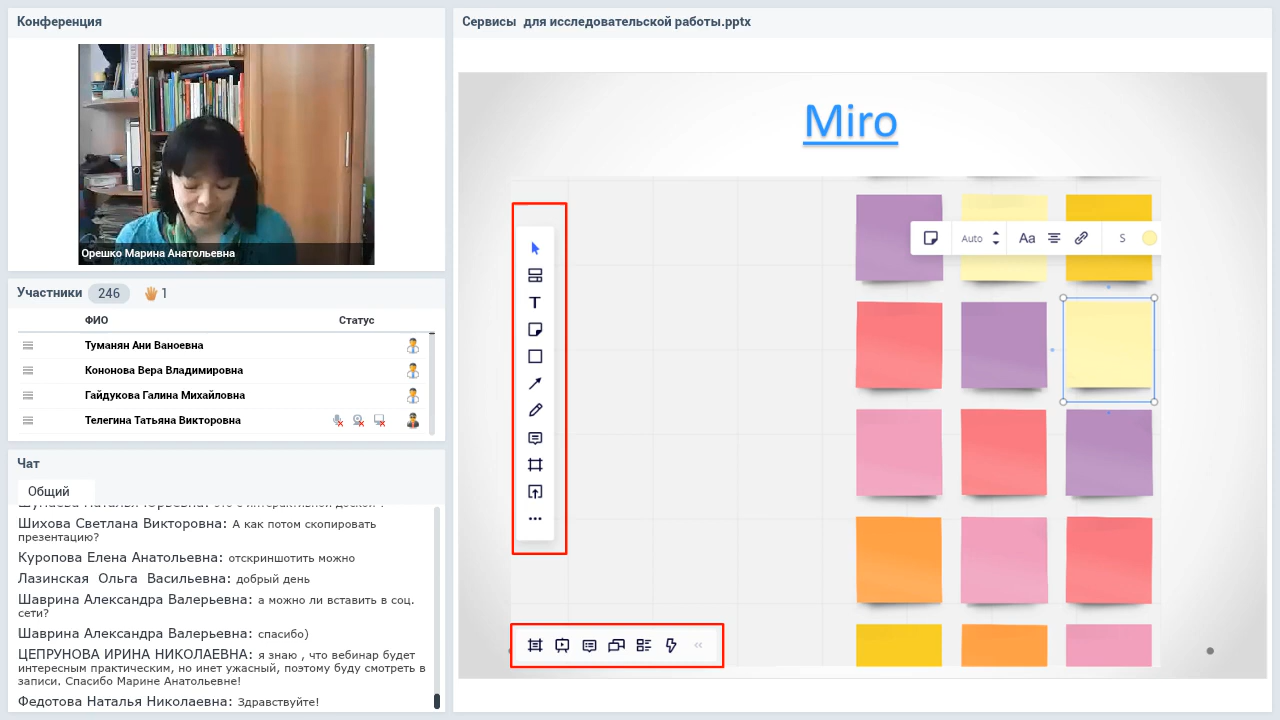 Конференция
Орешко Марина Анатольевна
Участники 246 1
ФИО Статус
Туманян Ани Ваноевна
Кононова Вера Владимировна
Гайдукова Галина Михайловна
Телегина Татьяна Викторовна
Чат
Общий
Шихова Светлана Викторовна: А как потом скопировать
презентацию?
Куропова Елена Анатольевна: отскриншотить можно
Лазинская Ольга Васильевна: добрый день
Шаврина Александра Валерьевна: а можно ли вставить в соц.
сети?
Шаврина Александра Валерьевна: спасибо)
ЦЕПРУНОВА ИРИНА НИКОЛАЕВНА: я знаю , что вебинар будет
интересным практическим, но инет ужасный, поэтому буду смотреть в
записи. Спасибо Марине Анатольевне!
Федотова Наталья Николаевна: Здравствуйте!
Сервисы для исследовательской работы.pptx
Miro
Auto Aa S
T